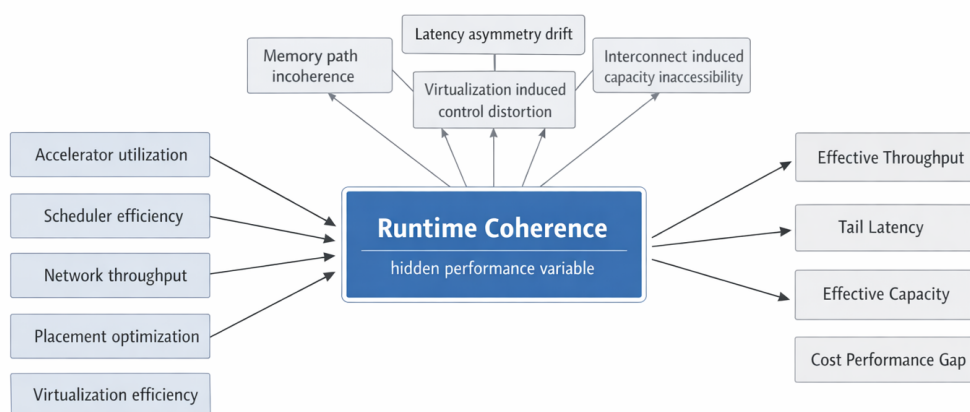 Latency asymmetry drift
Memory path
incoherence
Virtualization induced
control distortion
Interconnect induced
capacity inaccessibility
Accelerator utilization
Scheduler efficiency
Network throughput
Placement optimization
Virtualization efficiency
Runtime Coherence
hidden performance variable
Effective Throughput
Tail Latency
Effective Capacity
Cost Performance Gap